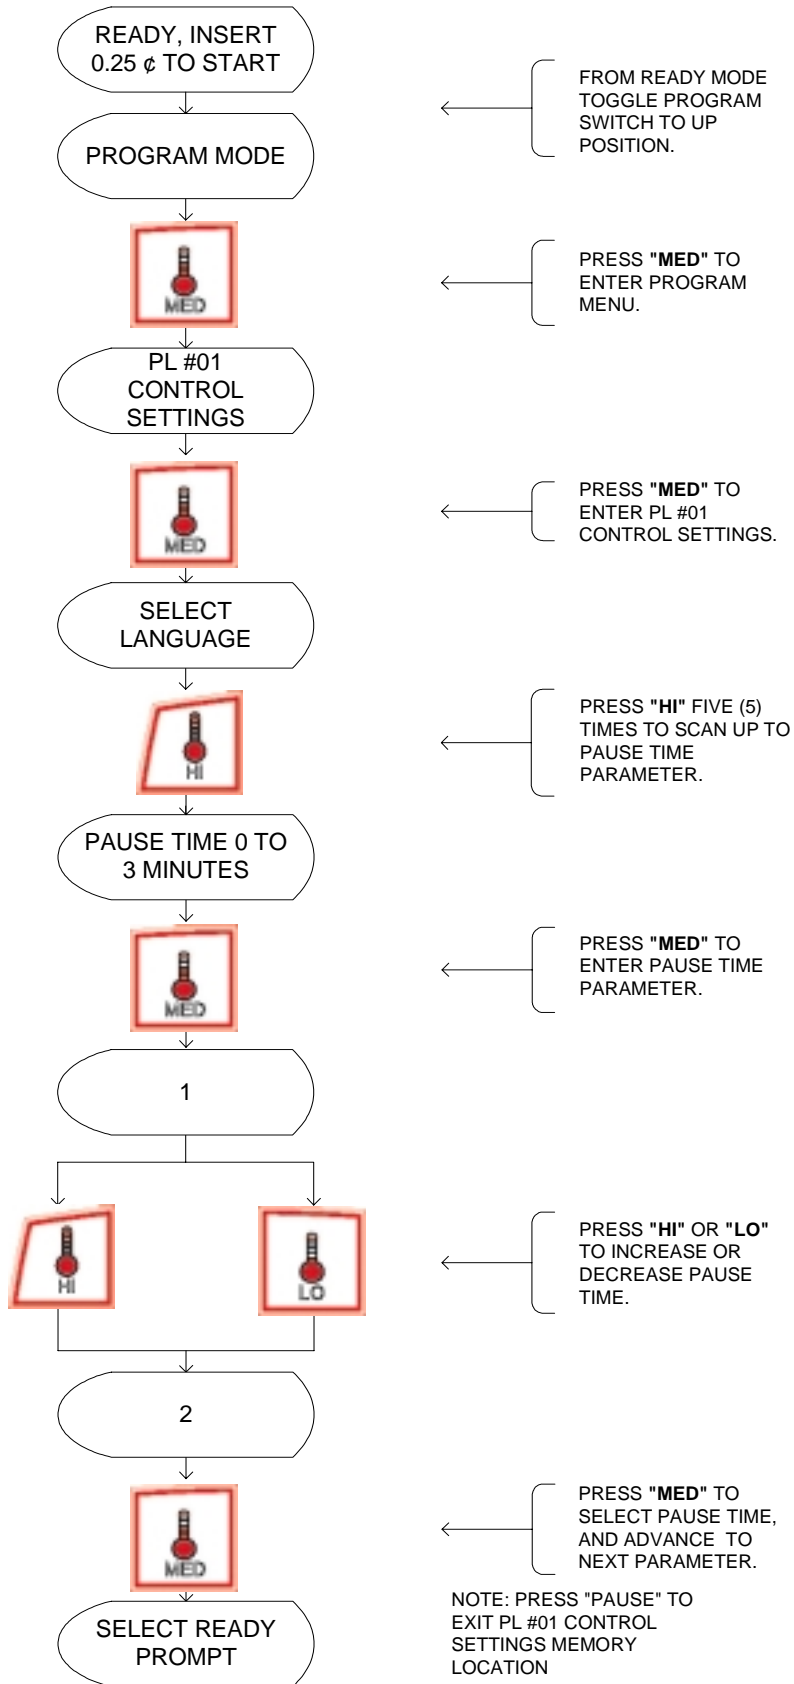 READY, INSERT
0.25 ¢ TO START
FROM READY MODE
TOGGLE PROGRAM
SWITCH TO UP
POSITION.
PROGRAM MODE
MED
PRESS "MED" TO
ENTER PROGRAM
MENU.
PL #01
CONTROL
SETTINGS
MED
PRESS "MED" TO
ENTER PL #01
CONTROL SETTINGS.
SELECT
LANGUAGE
HI
PRESS "HI" FIVE (5)
TIMES TO SCAN UP TO
PAUSE TIME
PARAMETER.
PAUSE TIME 0 TO
3 MINUTES
MED
PRESS "MED" TO
ENTER PAUSE TIME
PARAMETER.
1
HI
LO
PRESS "HI" OR "LO"
TO INCREASE OR
DECREASE PAUSE
TIME.
2
MED
PRESS "MED" TO
SELECT PAUSE TIME,
AND ADVANCE TO
NEXT PARAMETER.
SELECT READY
PROMPT
NOTE: PRESS "PAUSE" TO
EXIT PL #01 CONTROL
SETTINGS MEMORY
LOCATION